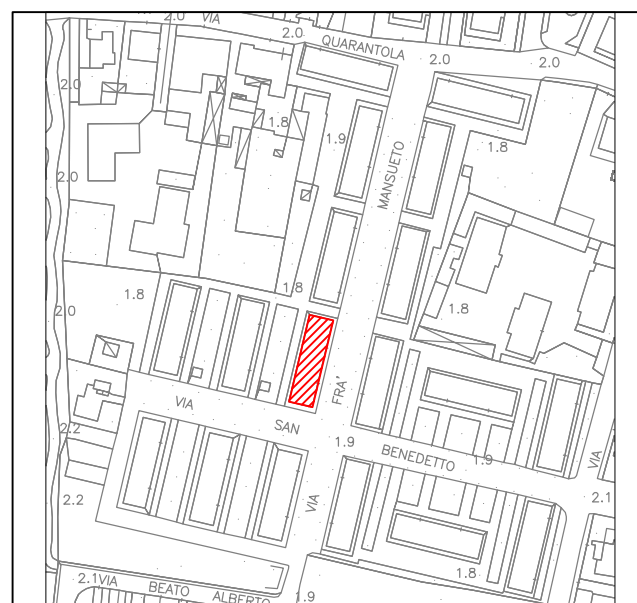 2.0 VIA 2.0 QUARANTOLA 2.0 2.0
2.0
1.8
1.9
1.8
MANSUETO
2.0
1.8
1.8
1.8
2.0
FRA'
VIA SAN BENEDETTO
2.2
1.9
1.9
VIA
2.2
VIA
2.1
2.1 VIA BEATO ALBERTO
1.8
1.9